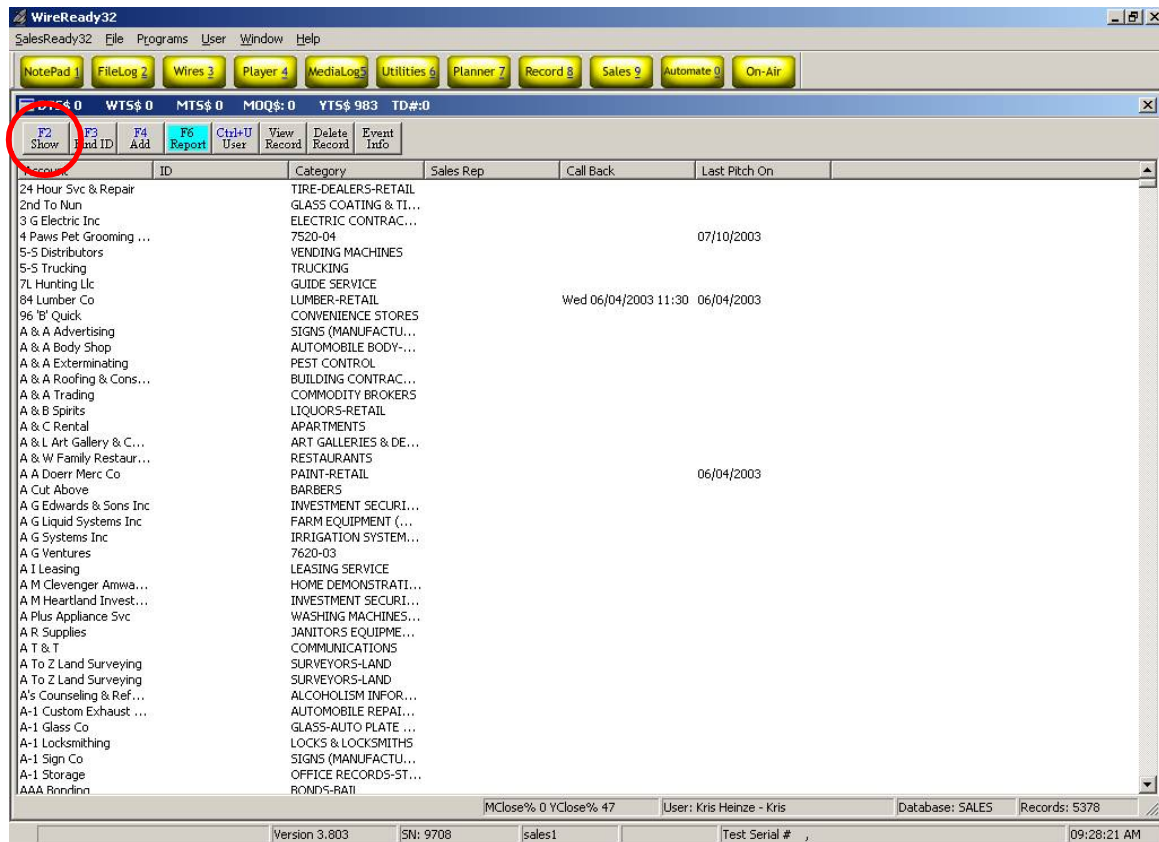 WireReady32
SalesReady32 File Programs User Window Help
NotePad 1 FileLog 2 Wires 3 Player 4 MediaLog5 Utilities 6 Planner 7 Record 8 Sales 9 Automate 0 On-Air
DTS$ 0 WTS$ 0 MTS$ 0 MOQ$: 0 YTS$ 983 TD#:0
F2 Show F3 Find ID F4 Add F6 Report Ctrl+U User View Record Delete Record Event Info
Account ID Category Sales Rep Call Back Last Pitch On
24 Hour Svc & Repair TIRE-DEALERS-RETAIL
2nd To Nun GLASS COATING & TI...
3 G Electric Inc ELECTRIC CONTRAC...
4 Paws Pet Grooming ... 7520-04 07/10/2003
5-S Distributors VENDING MACHINES
5-S Trucking TRUCKING
7L Hunting Llc GUIDE SERVICE
84 Lumber Co LUMBER-RETAIL Wed 06/04/2003 11:30 06/04/2003
96 'B' Quick CONVENIENCE STORES
A & A Advertising SIGNS (MANUFACTU...
A & A Body Shop AUTOMOBILE BODY-...
A & A Exterminating PEST CONTROL
A & A Roofing & Cons... BUILDING CONTRAC...
A & A Trading COMMODITY BROKERS
A & B Spirits LIQUORS-RETAIL
A & C Rental APARTMENTS
A & L Art Gallery & C... ART GALLERIES & DE...
A & W Family Restaur... RESTAURANTS
A A Doerr Merc Co PAINT-RETAIL 06/04/2003
A Cut Above BARBERS
A G Edwards & Sons Inc INVESTMENT SECURI...
A G Liquid Systems Inc FARM EQUIPMENT (...
A G Systems Inc IRRIGATION SYSTEM...
A G Ventures 7620-03
A I Leasing LEASING SERVICE
A M Clevenger Amwa... HOME DEMONSTRATI...
A M Heartland Invest... INVESTMENT SECURI...
A Plus Appliance Svc WASHING MACHINES...
A R Supplies JANITORS EQUIPME...
A T & T COMMUNICATIONS
A To Z Land Surveying SURVEYORS-LAND
A To Z Land Surveying SURVEYORS-LAND
A's Counseling & Ref... ALCOHOLISM INFOR...
A-1 Custom Exhaust ... AUTOMOBILE REPAI...
A-1 Glass Co GLASS-AUTO PLATE ...
A-1 Locksmithing LOCKS & LOCKSMITHS
A-1 Sign Co SIGNS (MANUFACTU...
A-1 Storage OFFICE RECORDS-ST...
AAA Bonding BONDS-BAIL
MClose% 0 YClose% 47 User: Kris Heinze - Kris Database: SALES Records: 5378
Version 3.803 SN: 9708 sales1 Test Serial # , 09:28:21 AM